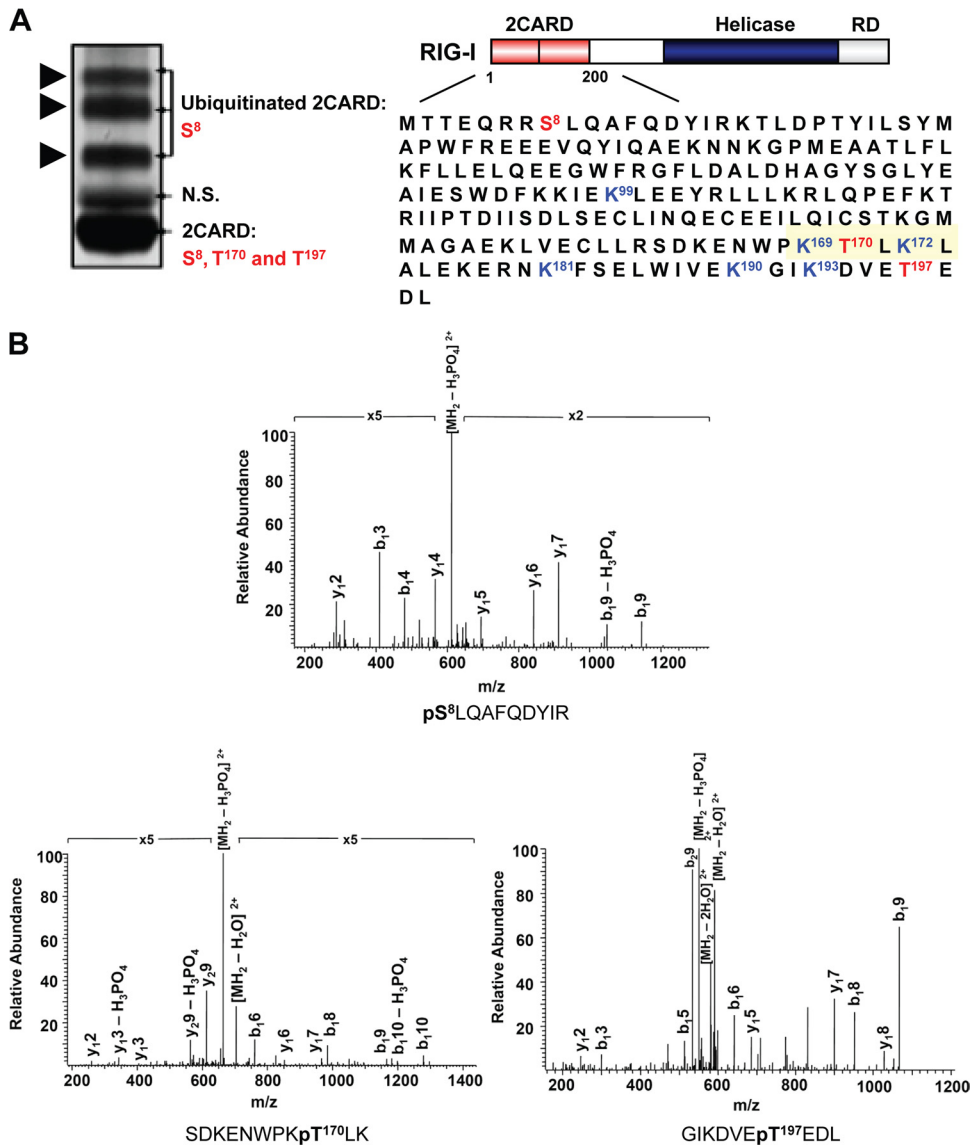 A
2CARD
Helicase
RD
RIG-I
1
200
Ubiquitinated 2CARD:
S8
N.S.
2CARD:
S8, T170 and T197
M T T E Q R R S8 L Q A F Q D Y I R K T L D P T Y I L S Y M
A P W F R E E E V Q Y I Q A E K N N K G P M E A A T L F L
K F L L E L Q E E G W F R G F L D A L D H A G Y S G L Y E
A I E S W D F K K I E K99 L E E Y R L L L K R L Q P E F K T
R I I P T D I I S D L S E C L I N Q E C E E I L Q I C S T K G M
M A G A E K L V E C L L R S D K E N W P K169 T170 L K172 L
A L E K E R N K181 F S E L W I V E K190 G I K193 D V E T197 E
D L
B
[MH2 – H3PO4] 2+
x5
x2
Relative Abundance
100
80
60
40
20
y12
b13
b14
y14
y15
y16
y17
b19 – H3PO4
b19
200
400
600
800
1000
1200
m/z
pS8LQAFQDYIR
[MH2 – H3PO4] 2+
x5
x5
Relative Abundance
100
80
60
40
20
y12
y13 – H3PO4
y13
y29 – H3PO4
y29
[MH2 – H2O] 2+
b16
y16
y17
b18
b19
b110 – H3PO4
b110
200
400
600
800
1000
1200
1400
m/z
SDKENWPKpT170LK
Relative Abundance
100
80
60
40
20
y12
b13
b15
b29
[MH2 – H3PO4] 2+
[MH2 – 2H2O] 2+
[MH2 – H2O] 2+
b16
y15
y17
b18
y18
b19
200
400
600
800
1000
1200
m/z
GIKDVEpT197EDL